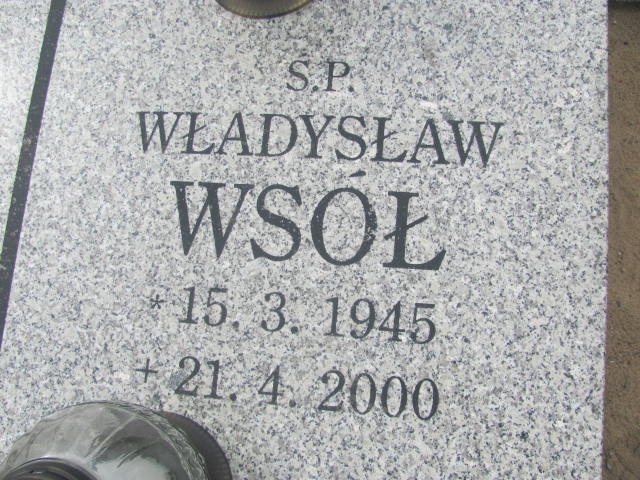 S.P.
WŁADYSŁAW
WSÓŁ
* 15. 3. 1945
+ 21. 4. 2000